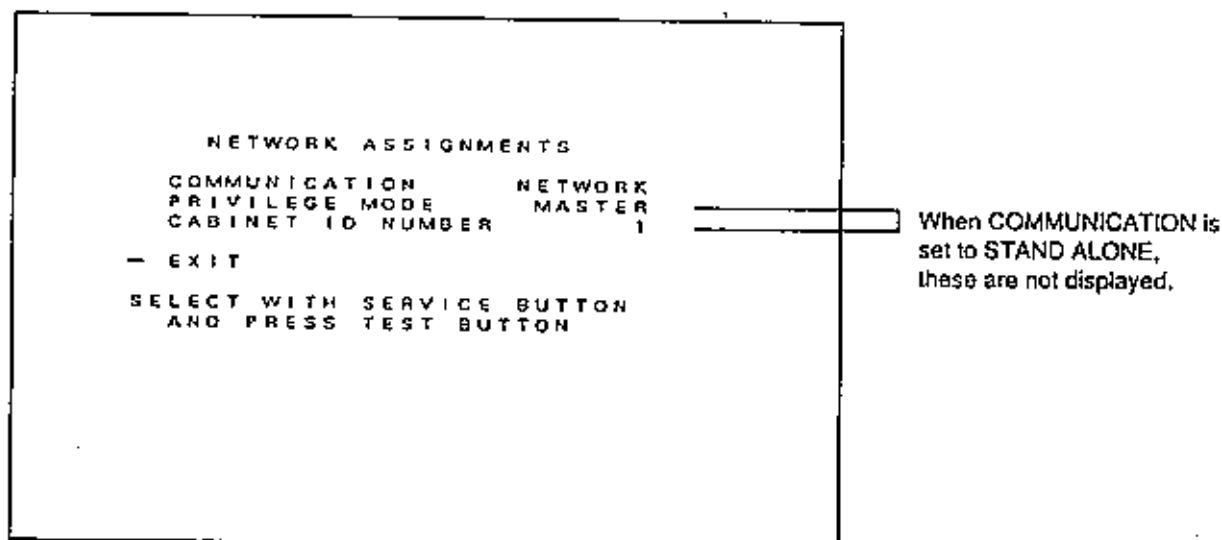 NETWORK ASSIGNMENTS
COMMUNICATION NETWORK
PRIVILEGE MODE MASTER
CABINET ID NUMBER 1
– EXIT
SELECT WITH SERVICE BUTTON
AND PRESS TEST BUTTON
When COMMUNICATION is
set to STAND ALONE,
these are not displayed.